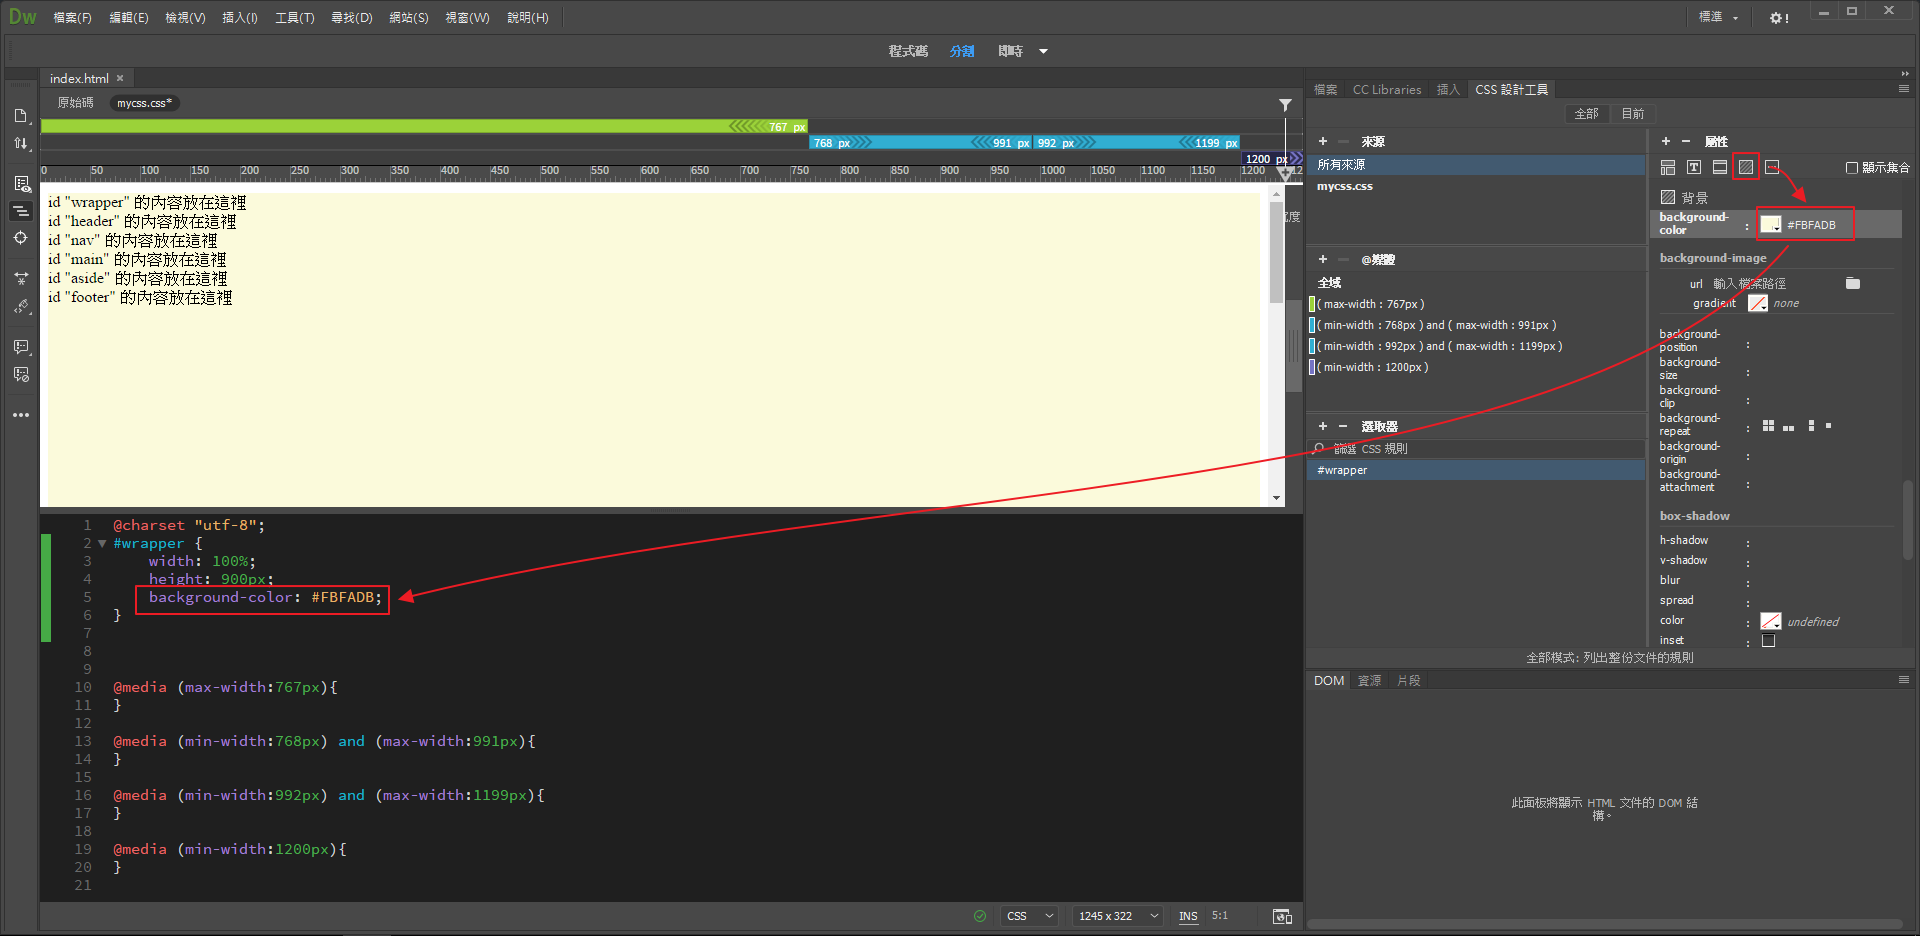 Dw 檔案(F) 編輯(E) 檢視(V) 插入(I) 工具(T) 尋找(D) 網站(S) 視窗(W) 說明(H) 標準 !
程式碼 分割 即時
index.html ×
原始碼 mycss.css*
767 px
768 px 991 px 992 px 1199 px
1200 px
0 50 100 150 200 250 300 350 400 450 500 550 600 650 700 750 800 850 900 950 1000 1050 1100 1150 1200 12
id "wrapper" 的內容放在這裡
id "header" 的內容放在這裡
id "nav" 的內容放在這裡
id "main" 的內容放在這裡
id "aside" 的內容放在這裡
id "footer" 的內容放在這裡
度
1 @charset "utf-8";
2 #wrapper {
3 width: 100%;
4 height: 900px;
5 background-color: #FBFADB;
6 }
7
8
9
10 @media (max-width:767px){
11 }
12
13 @media (min-width:768px) and (max-width:991px){
14 }
15
16 @media (min-width:992px) and (max-width:1199px){
17 }
18
19 @media (min-width:1200px){
20 }
21
CSS 1245 x 322 INS 5:1
檔案 CC Libraries 插入 CSS 設計工具
全部 目前
+ − 來源
所有來源
mycss.css
+ − @媒體
全域
( max-width : 767px )
( min-width : 768px ) and ( max-width : 991px )
( min-width : 992px ) and ( max-width : 1199px )
( min-width : 1200px )
+ − 選取器
篩選 CSS 規則
#wrapper
+ − 屬性
T 顯示集合
背景
background-color : #FBFADB
background-image
url 輸入檔案路徑
gradient none
background-position :
background-size :
background-clip :
background-repeat :
background-origin :
background-attachment :
box-shadow
h-shadow :
v-shadow :
blur :
spread :
color : undefined
inset :
全部模式: 列出整份文件的規則
DOM 資源 片段
此面板將顯示 HTML 文件的 DOM 結
構。